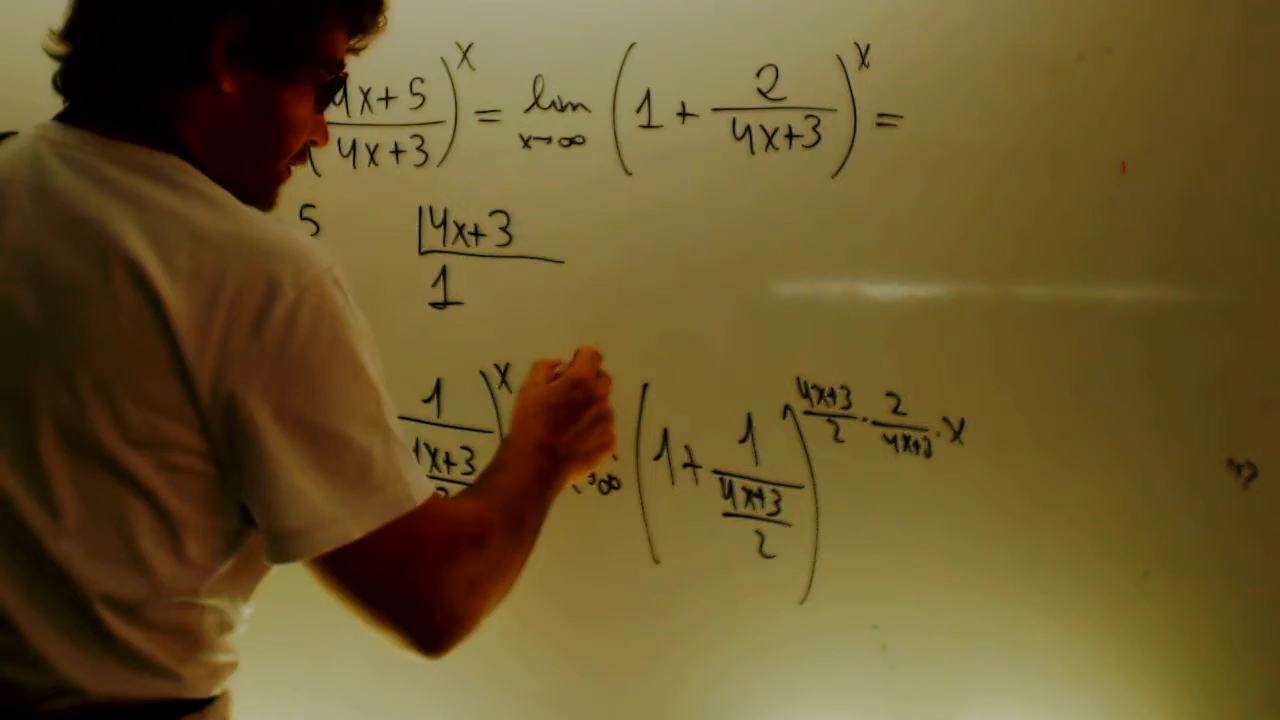 4x+5/4x+3)^x = lim x→∞ (1 + 2/4x+3)^x =
5 4x+3
1
1/(4x+3/2))^x →∞ (1 + 1/(4x+3/2))^(4x+3/2 · 2/4x+3 · x)